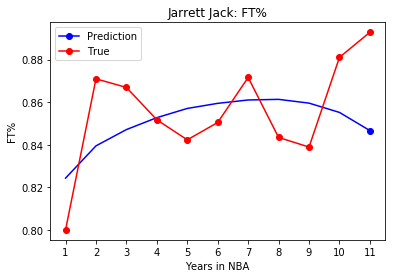 Jarrett Jack: FT%
Prediction
True
FT%
0.88
0.86
0.84
0.82
0.80
1 2 3 4 5 6 7 8 9 10 11
Years in NBA